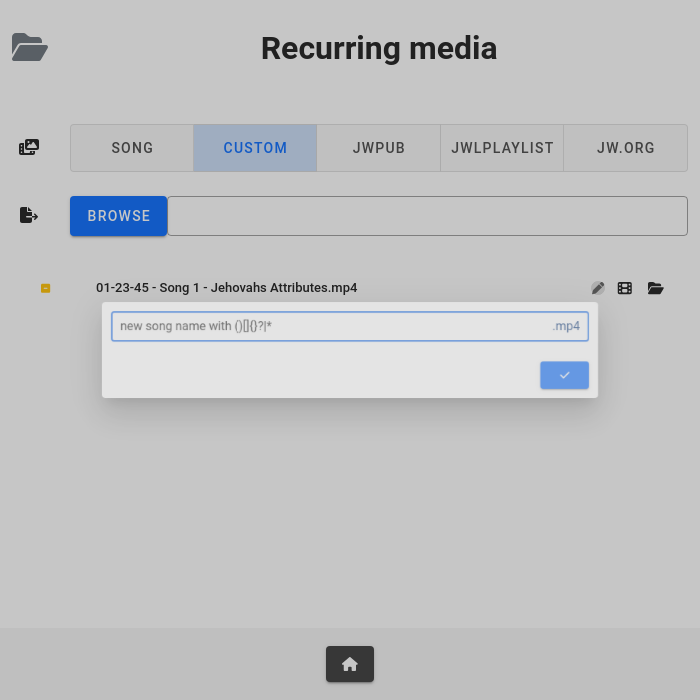 Recurring media
SONG
CUSTOM
JWPUB
JWLPLAYLIST
JW.ORG
BROWSE
01-23-45 - Song 1 - Jehovahs Attributes.mp4
new song name with ()[]{}?|* .mp4